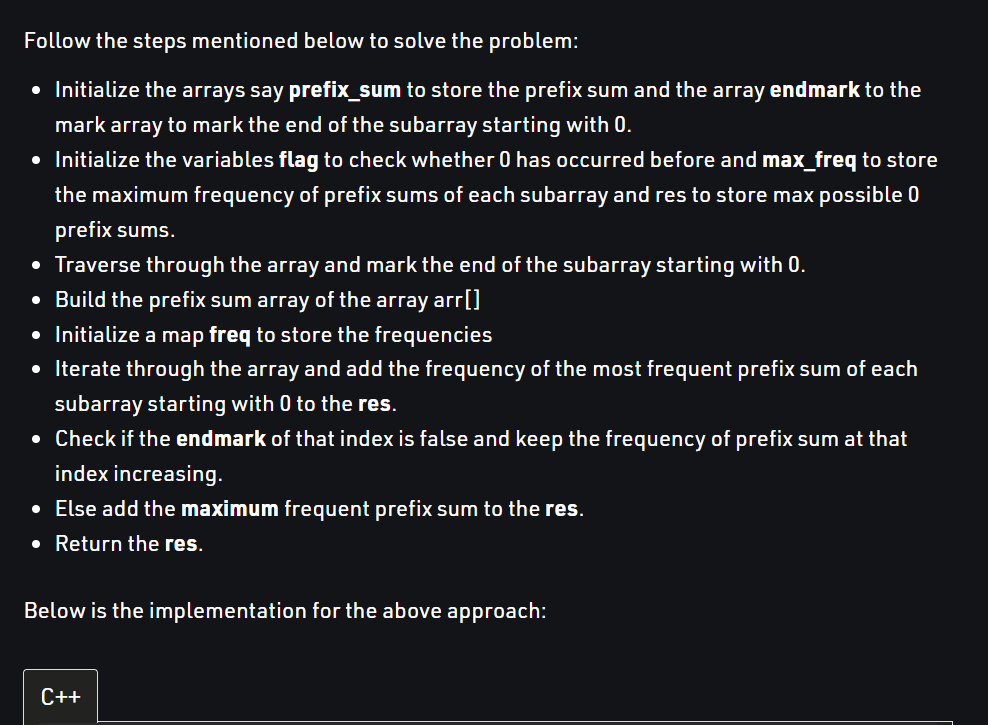 Follow the steps mentioned below to solve the problem:
• Initialize the arrays say prefix_sum to store the prefix sum and the array endmark to the
mark array to mark the end of the subarray starting with 0.
• Initialize the variables flag to check whether 0 has occurred before and max_freq to store
the maximum frequency of prefix sums of each subarray and res to store max possible 0
prefix sums.
• Traverse through the array and mark the end of the subarray starting with 0.
• Build the prefix sum array of the array arr[]
• Initialize a map freq to store the frequencies
• Iterate through the array and add the frequency of the most frequent prefix sum of each
subarray starting with 0 to the res.
• Check if the endmark of that index is false and keep the frequency of prefix sum at that
index increasing.
• Else add the maximum frequent prefix sum to the res.
• Return the res.
Below is the implementation for the above approach:
C++